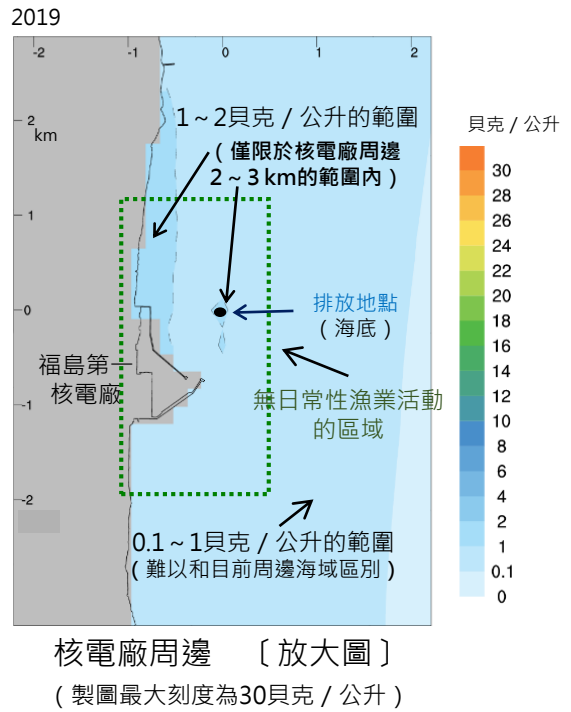 2019
-2 -1 0 1 2
2
km
1
0
-1
-2
1~2貝克/公升的範圍
(僅限於核電廠周邊
2~3 km的範圍內)
排放地點
(海底)
福島第一
核電廠
無日常性漁業活動
的區域
0.1~1貝克/公升的範圍
(難以和目前周邊海域區別)
貝克/公升
30
28
26
24
22
20
18
16
14
12
10
8
6
4
2
1
0.1
0
核電廠周邊 〔放大圖〕
(製圖最大刻度為30貝克/公升)